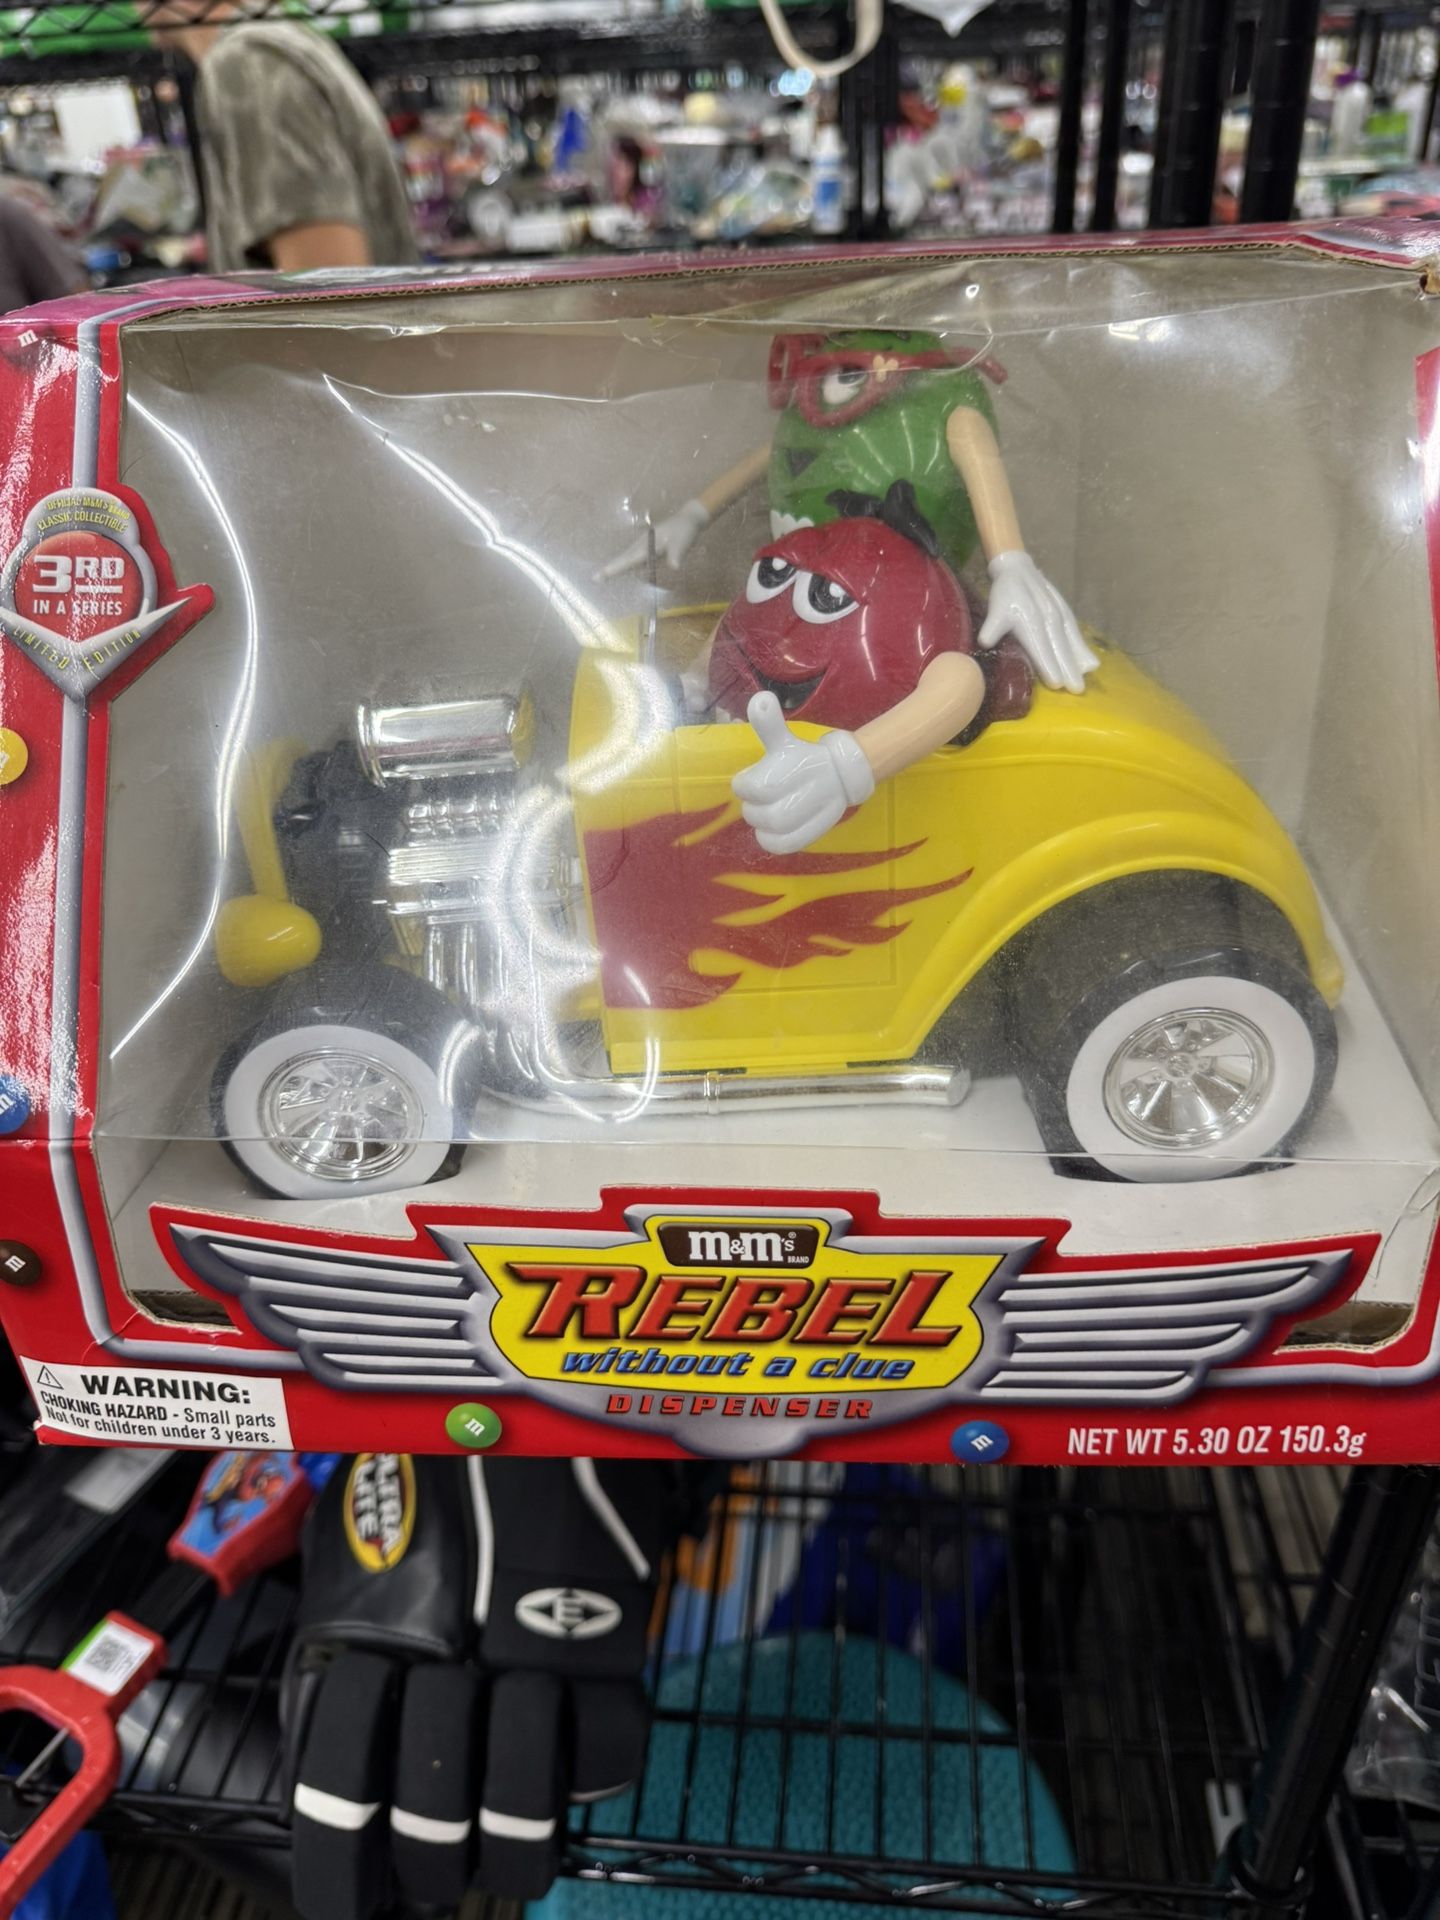 OFFICIAL M&M'S BRAND
CLASSIC COLLECTIBLE
3RD
IN A SERIES
LIMITED EDITION
m&m's®
BRAND
REBEL
without a clue
DISPENSER
WARNING:
CHOKING HAZARD - Small parts
Not for children under 3 years.
NET WT 5.30 OZ 150.3g
m
m
m
m
m
E